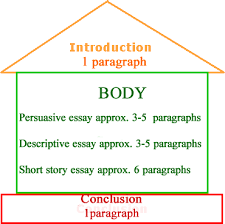 Introduction
1 paragraph
BODY
Persuasive essay approx. 3-5 paragraphs
Descriptive essay approx. 3-5 paragraphs
Short story essay approx. 6 paragraphs
Conclusion
1paragraph